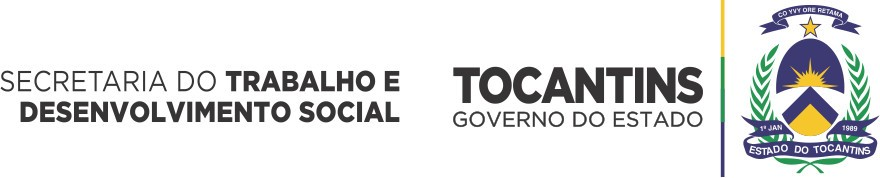 SECRETARIA DO TRABALHO E
DESENVOLVIMENTO SOCIAL
TOCANTINS
GOVERNO DO ESTADO
CO YVY ORE RETAMA
1º JAN 1989
ESTADO DO TOCANTINS